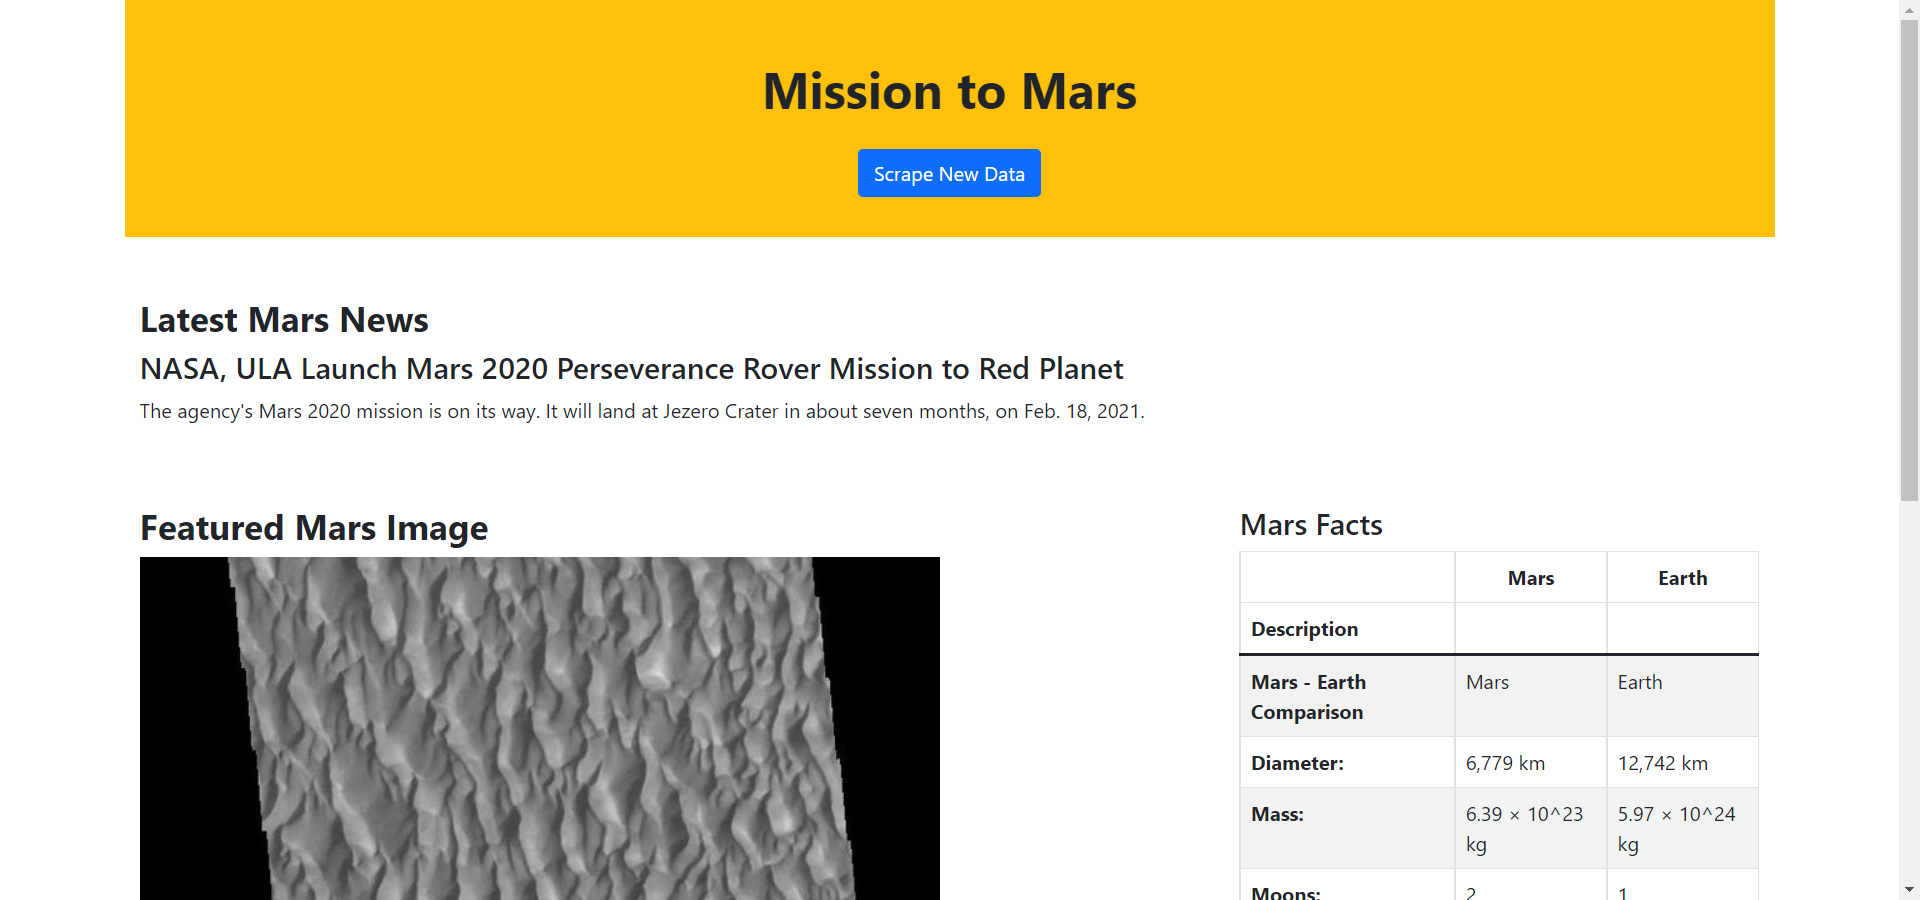 Mission to Mars
Scrape New Data
Latest Mars News
NASA, ULA Launch Mars 2020 Perseverance Rover Mission to Red Planet
The agency's Mars 2020 mission is on its way. It will land at Jezero Crater in about seven months, on Feb. 18, 2021.
Featured Mars Image
Mars Facts
Mars Earth
Description
Mars - Earth Mars Earth
Comparison
Diameter: 6,779 km 12,742 km
Mass: 6.39 × 10^23 5.97 × 10^24
kg kg
Moons: 2 1